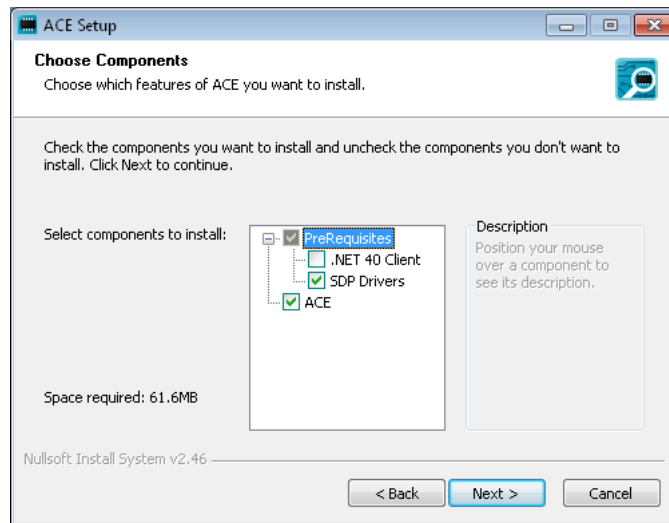 ACE Setup
Choose Components
Choose which features of ACE you want to install.
Check the components you want to install and uncheck the components you don't want to
install. Click Next to continue.
Select components to install:
PreRequisites
.NET 40 Client
SDP Drivers
ACE
Description
Position your mouse
over a component to
see its description.
Space required: 61.6MB
Nullsoft Install System v2.46
< Back
Next >
Cancel